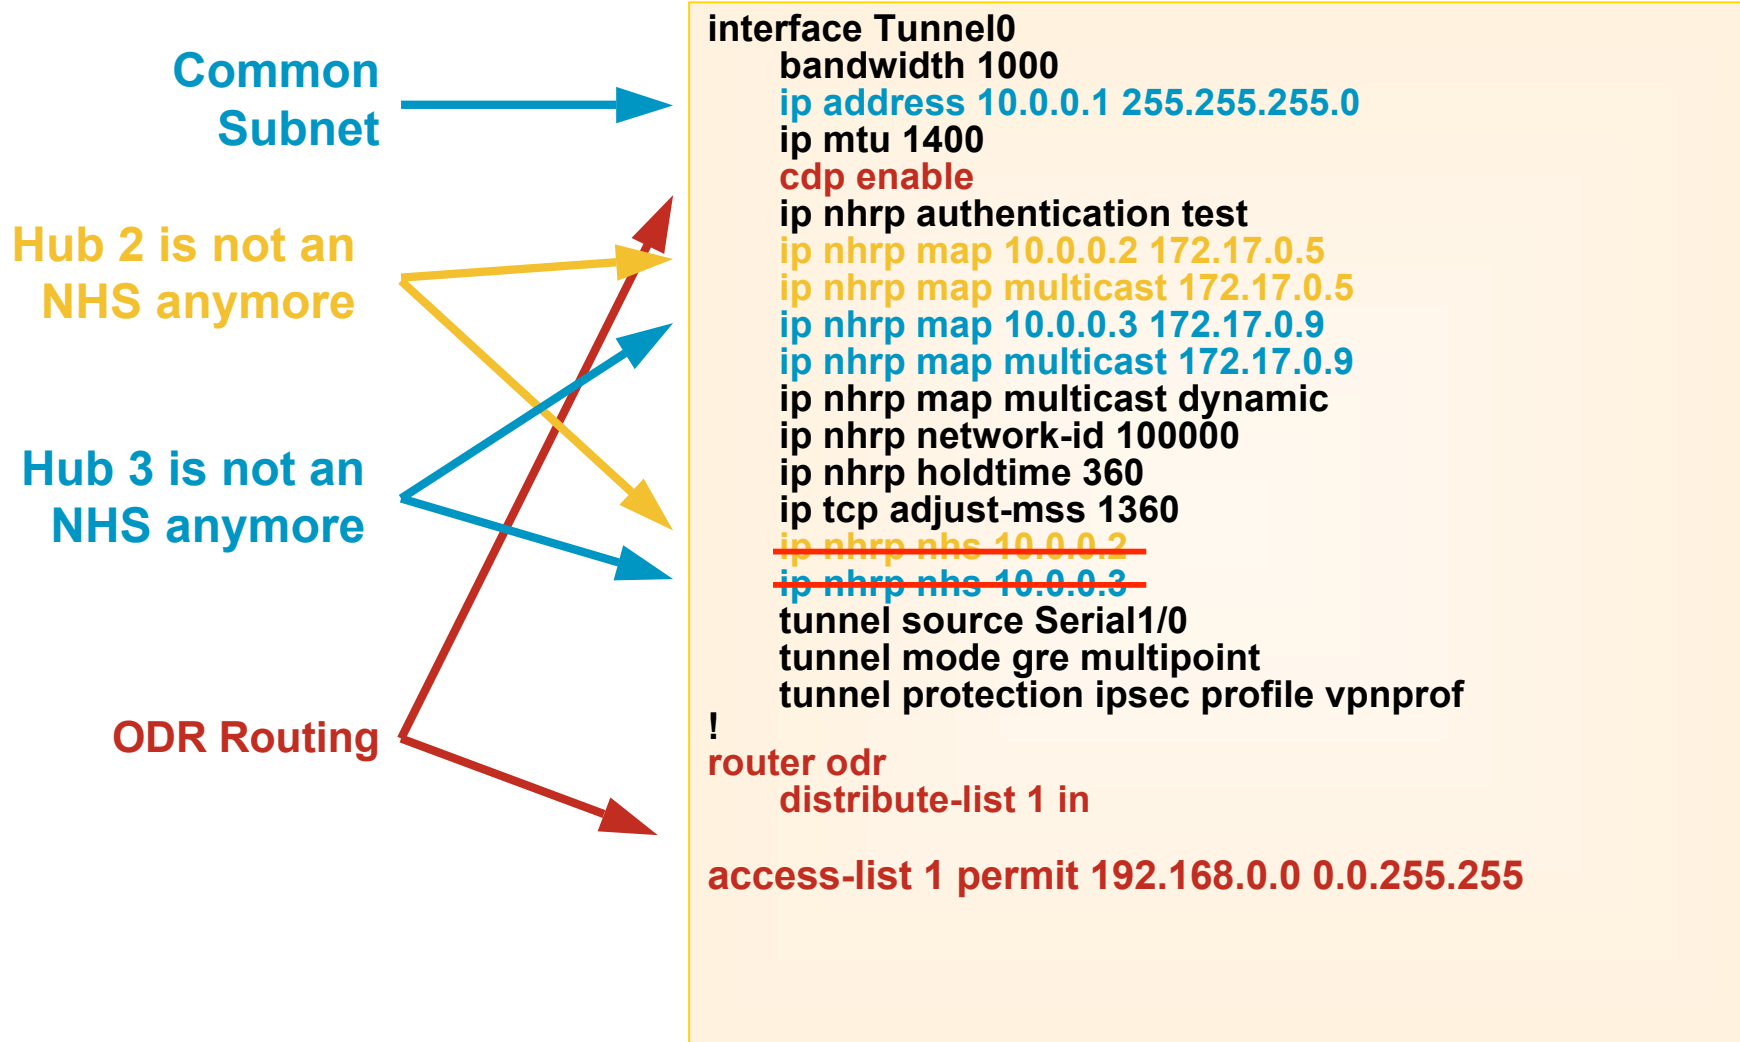 Common
Subnet
Hub 2 is not an
NHS anymore
Hub 3 is not an
NHS anymore
ODR Routing
interface Tunnel0
bandwidth 1000
ip address 10.0.0.1 255.255.255.0
ip mtu 1400
cdp enable
ip nhrp authentication test
ip nhrp map 10.0.0.2 172.17.0.5
ip nhrp map multicast 172.17.0.5
ip nhrp map 10.0.0.3 172.17.0.9
ip nhrp map multicast 172.17.0.9
ip nhrp map multicast dynamic
ip nhrp network-id 100000
ip nhrp holdtime 360
ip tcp adjust-mss 1360
ip nhrp nhs 10.0.0.2
ip nhrp nhs 10.0.0.3
tunnel source Serial1/0
tunnel mode gre multipoint
tunnel protection ipsec profile vpnprof
!
router odr
distribute-list 1 in
access-list 1 permit 192.168.0.0 0.0.255.255